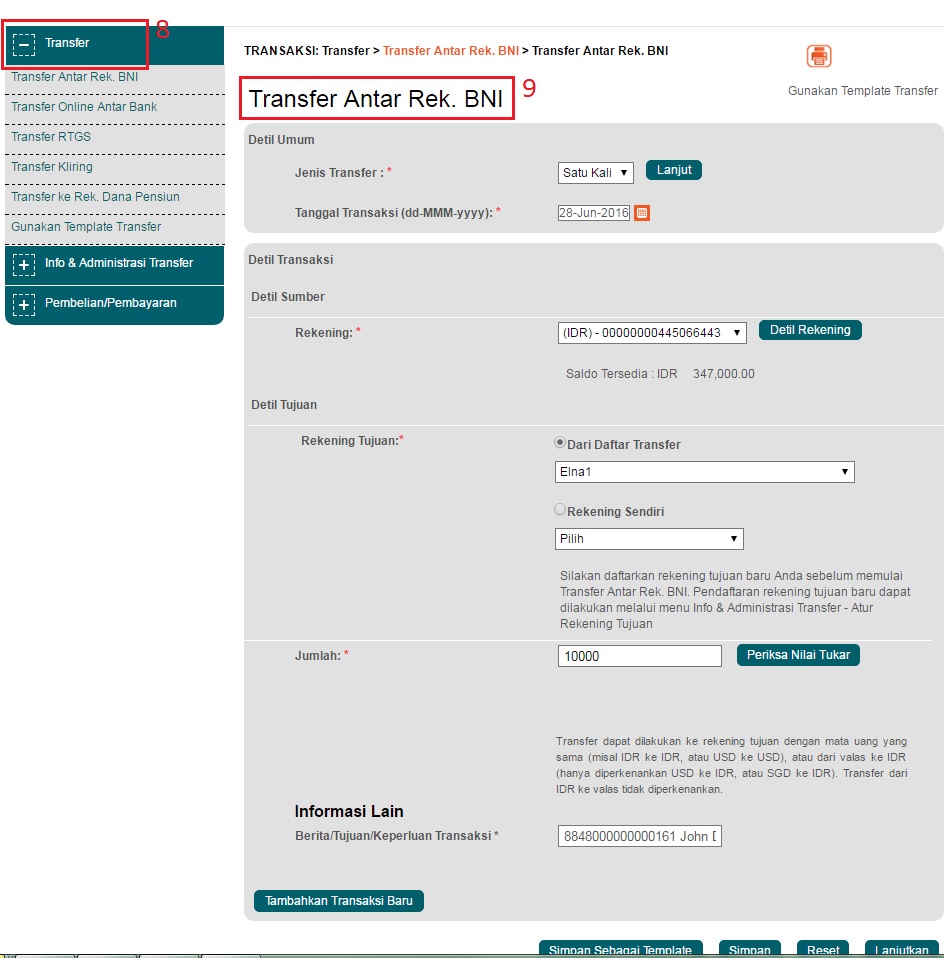 Transfer
8
Transfer Antar Rek. BNI
Transfer Online Antar Bank
Transfer RTGS
Transfer Kliring
Transfer ke Rek. Dana Pensiun
Gunakan Template Transfer
Info & Administrasi Transfer
Pembelian/Pembayaran
TRANSAKSI: Transfer > Transfer Antar Rek. BNI > Transfer Antar Rek. BNI
Transfer Antar Rek. BNI
9
Gunakan Template Transfer
Detil Umum
Jenis Transfer : * Satu Kali Lanjut
Tanggal Transaksi (dd-MMM-yyyy): * 28-Jun-2016
Detil Transaksi
Detil Sumber
Rekening: * (IDR) - 00000000445066443 Detil Rekening
Saldo Tersedia : IDR 347,000.00
Detil Tujuan
Rekening Tujuan:* Dari Daftar Transfer
Elna1
Rekening Sendiri
Pilih
Silakan daftarkan rekening tujuan baru Anda sebelum memulai
Transfer Antar Rek. BNI. Pendaftaran rekening tujuan baru dapat
dilakukan melalui menu Info & Administrasi Transfer - Atur
Rekening Tujuan
Jumlah: * 10000 Periksa Nilai Tukar
Transfer dapat dilakukan ke rekening tujuan dengan mata uang yang
sama (misal IDR ke IDR, atau USD ke USD), atau dari valas ke IDR
(hanya diperkenankan USD ke IDR, atau SGD ke IDR). Transfer dari
IDR ke valas tidak diperkenankan.
Informasi Lain
Berita/Tujuan/Keperluan Transaksi * 8848000000000161 John
Tambahkan Transaksi Baru
Simpan Sebagai Template Simpan Reset Lanjutkan